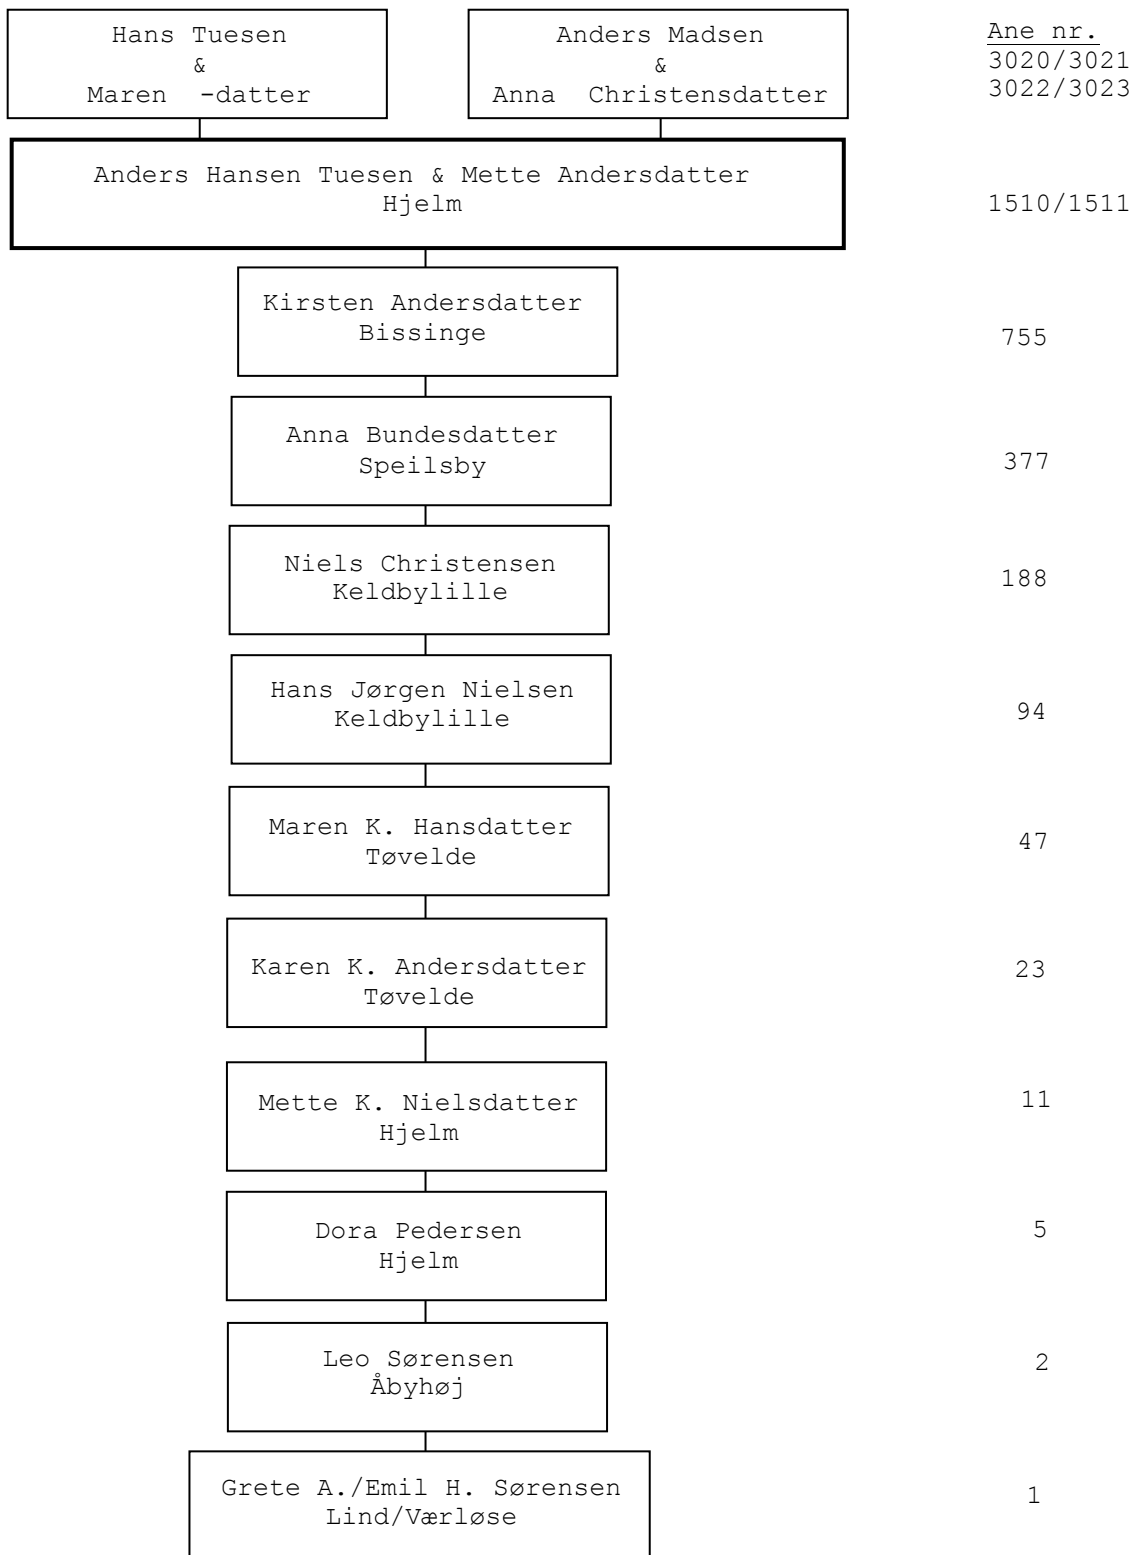 Hans Tuesen
&
Maren -datter
Anders Madsen
&
Anna Christensdatter
Ane nr.
3020/3021
3022/3023
Anders Hansen Tuesen & Mette Andersdatter
Hjelm
1510/1511
Kirsten Andersdatter
Bissinge
755
Anna Bundesdatter
Speilsby
377
Niels Christensen
Keldbylille
188
Hans Jørgen Nielsen
Keldbylille
94
Maren K. Hansdatter
Tøvelde
47
Karen K. Andersdatter
Tøvelde
23
Mette K. Nielsdatter
Hjelm
11
Dora Pedersen
Hjelm
5
Leo Sørensen
Åbyhøj
2
Grete A./Emil H. Sørensen
Lind/Værløse
1